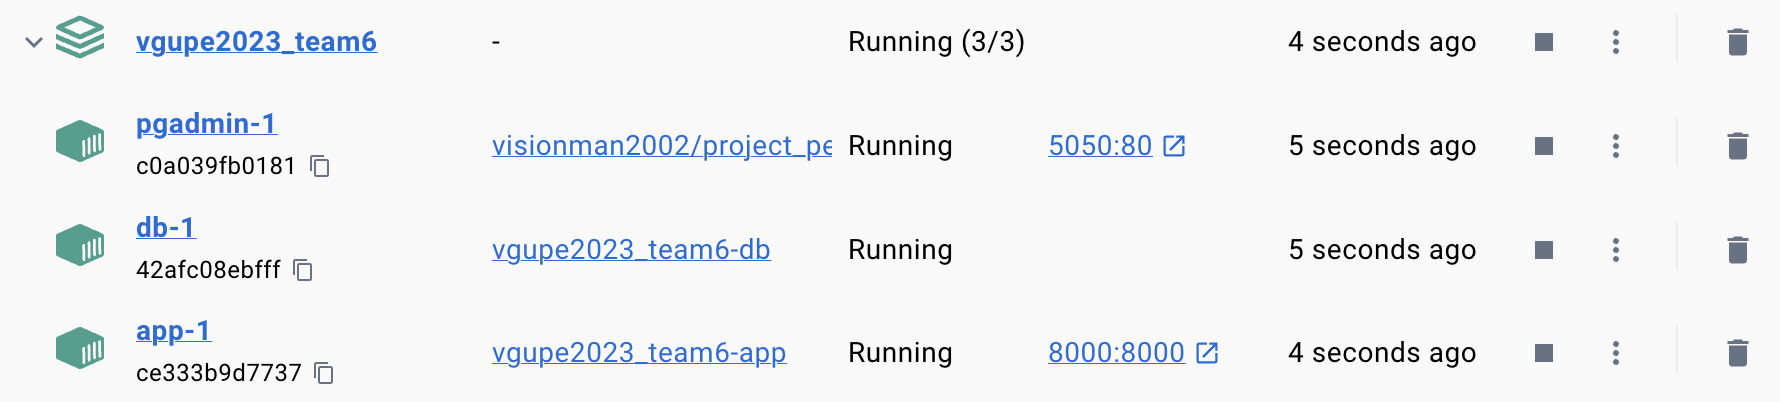 vgupe2023_team6 - Running (3/3) 4 seconds ago
pgadmin-1
c0a039fb0181 visionman2002/project_pe Running 5050:80 5 seconds ago
db-1
42afc08ebfff vgupe2023_team6-db Running 5 seconds ago
app-1
ce333b9d7737 vgupe2023_team6-app Running 8000:8000 4 seconds ago